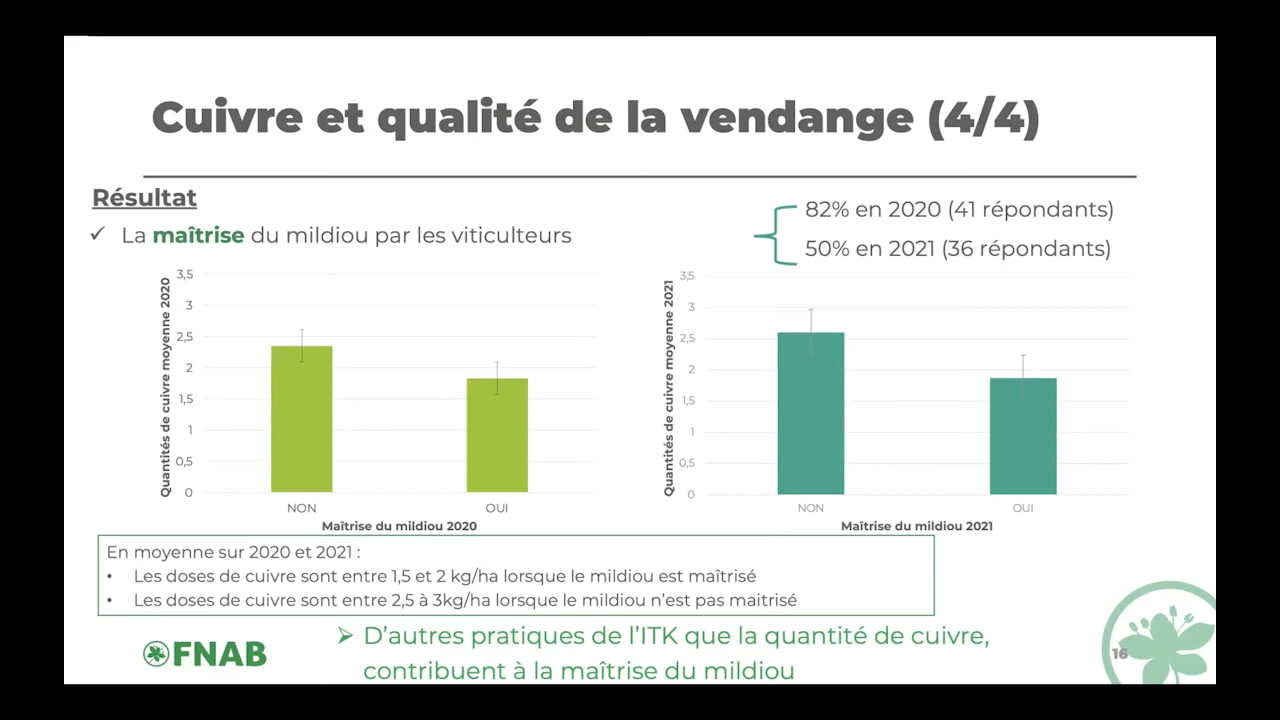 Cuivre et qualité de la vendange (4/4)
Résultat
✓ La maîtrise du mildiou par les viticulteurs
82% en 2020 (41 répondants)
50% en 2021 (36 répondants)
Quantités de cuivre moyenne 2020
3,5
3
2,5
2
1,5
1
0,5
0
NON OUI
Maîtrise du mildiou 2020
Quantités de cuivre moyenne 2021
3,5
3
2,5
2
1,5
1
0,5
0
NON OUI
Maîtrise du mildiou 2021
En moyenne sur 2020 et 2021 :
• Les doses de cuivre sont entre 1,5 et 2 kg/ha lorsque le mildiou est maîtrisé
• Les doses de cuivre sont entre 2,5 à 3kg/ha lorsque le mildiou n’est pas maitrisé
➢ D’autres pratiques de l’ITK que la quantité de cuivre,
contribuent à la maîtrise du mildiou
FNAB
16